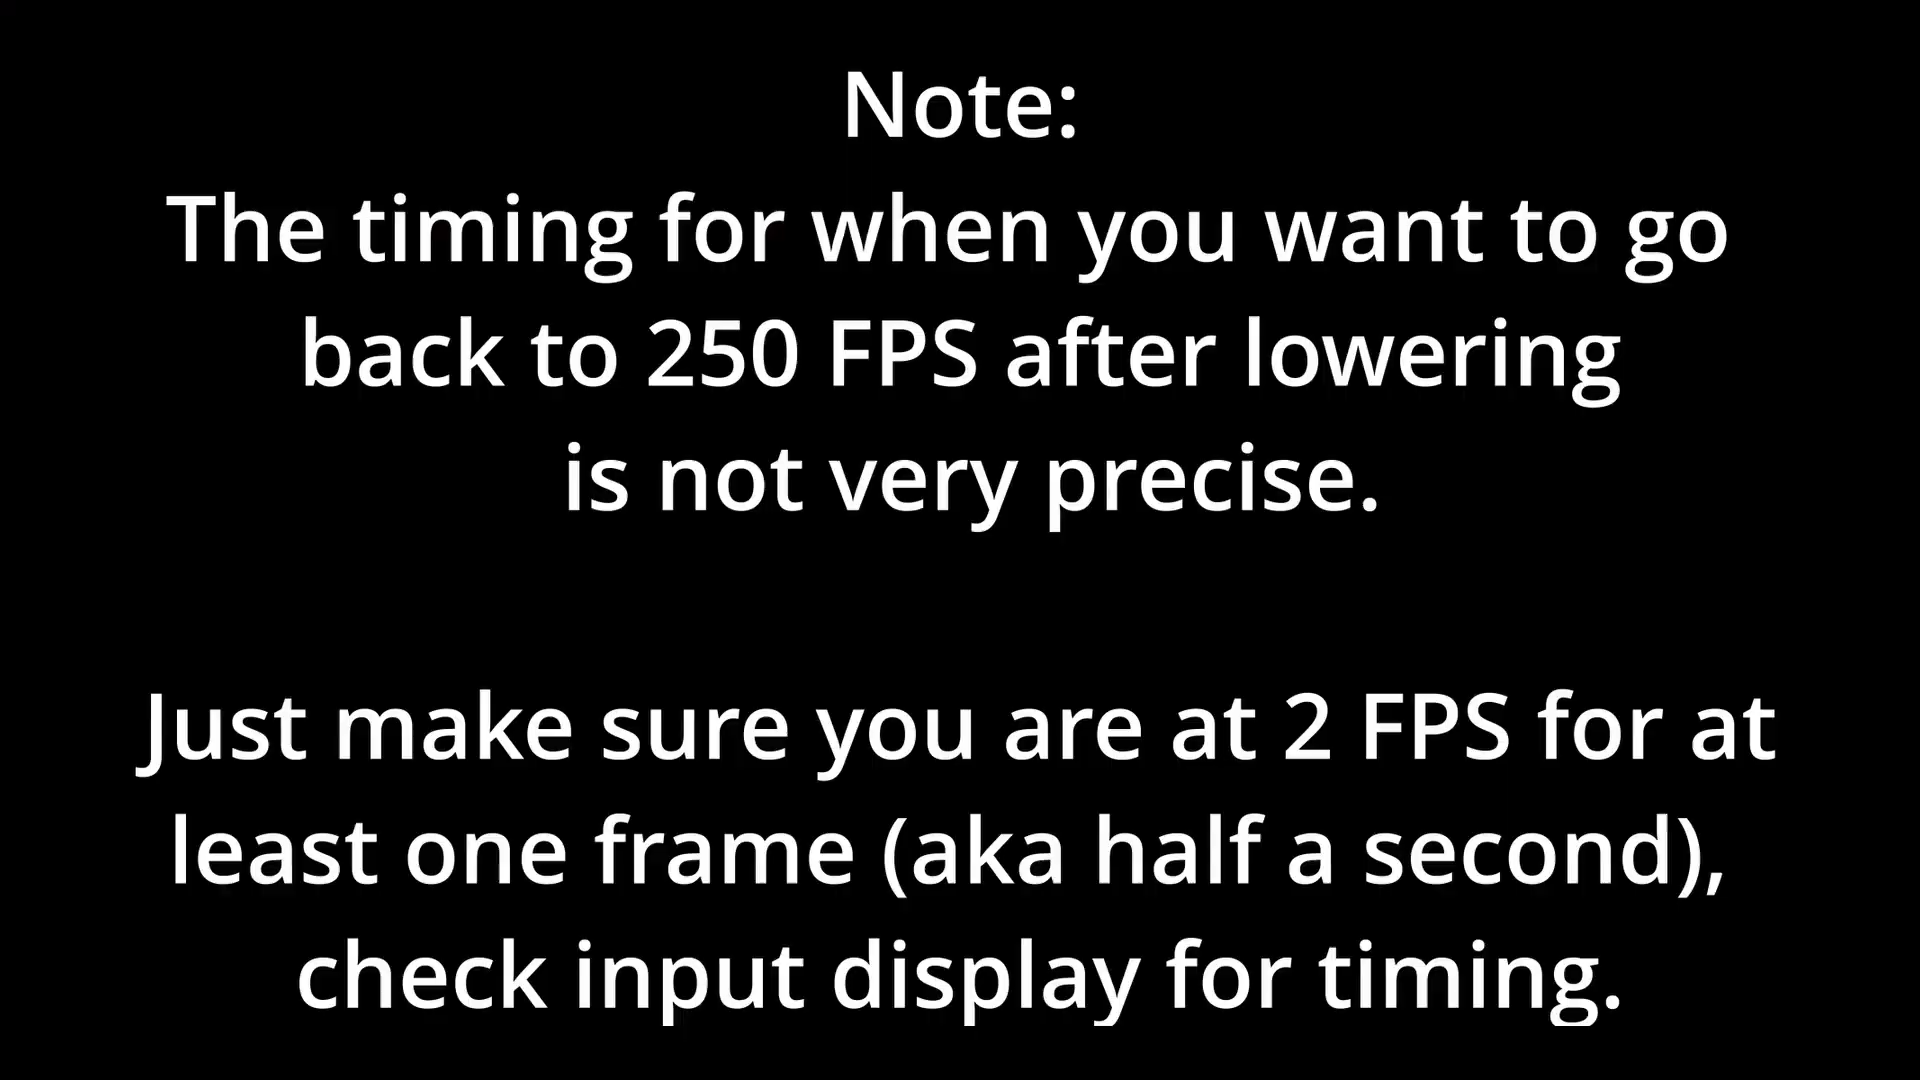 Note:
The timing for when you want to go
back to 250 FPS after lowering
is not very precise.
Just make sure you are at 2 FPS for at
least one frame (aka half a second),
check input display for timing.